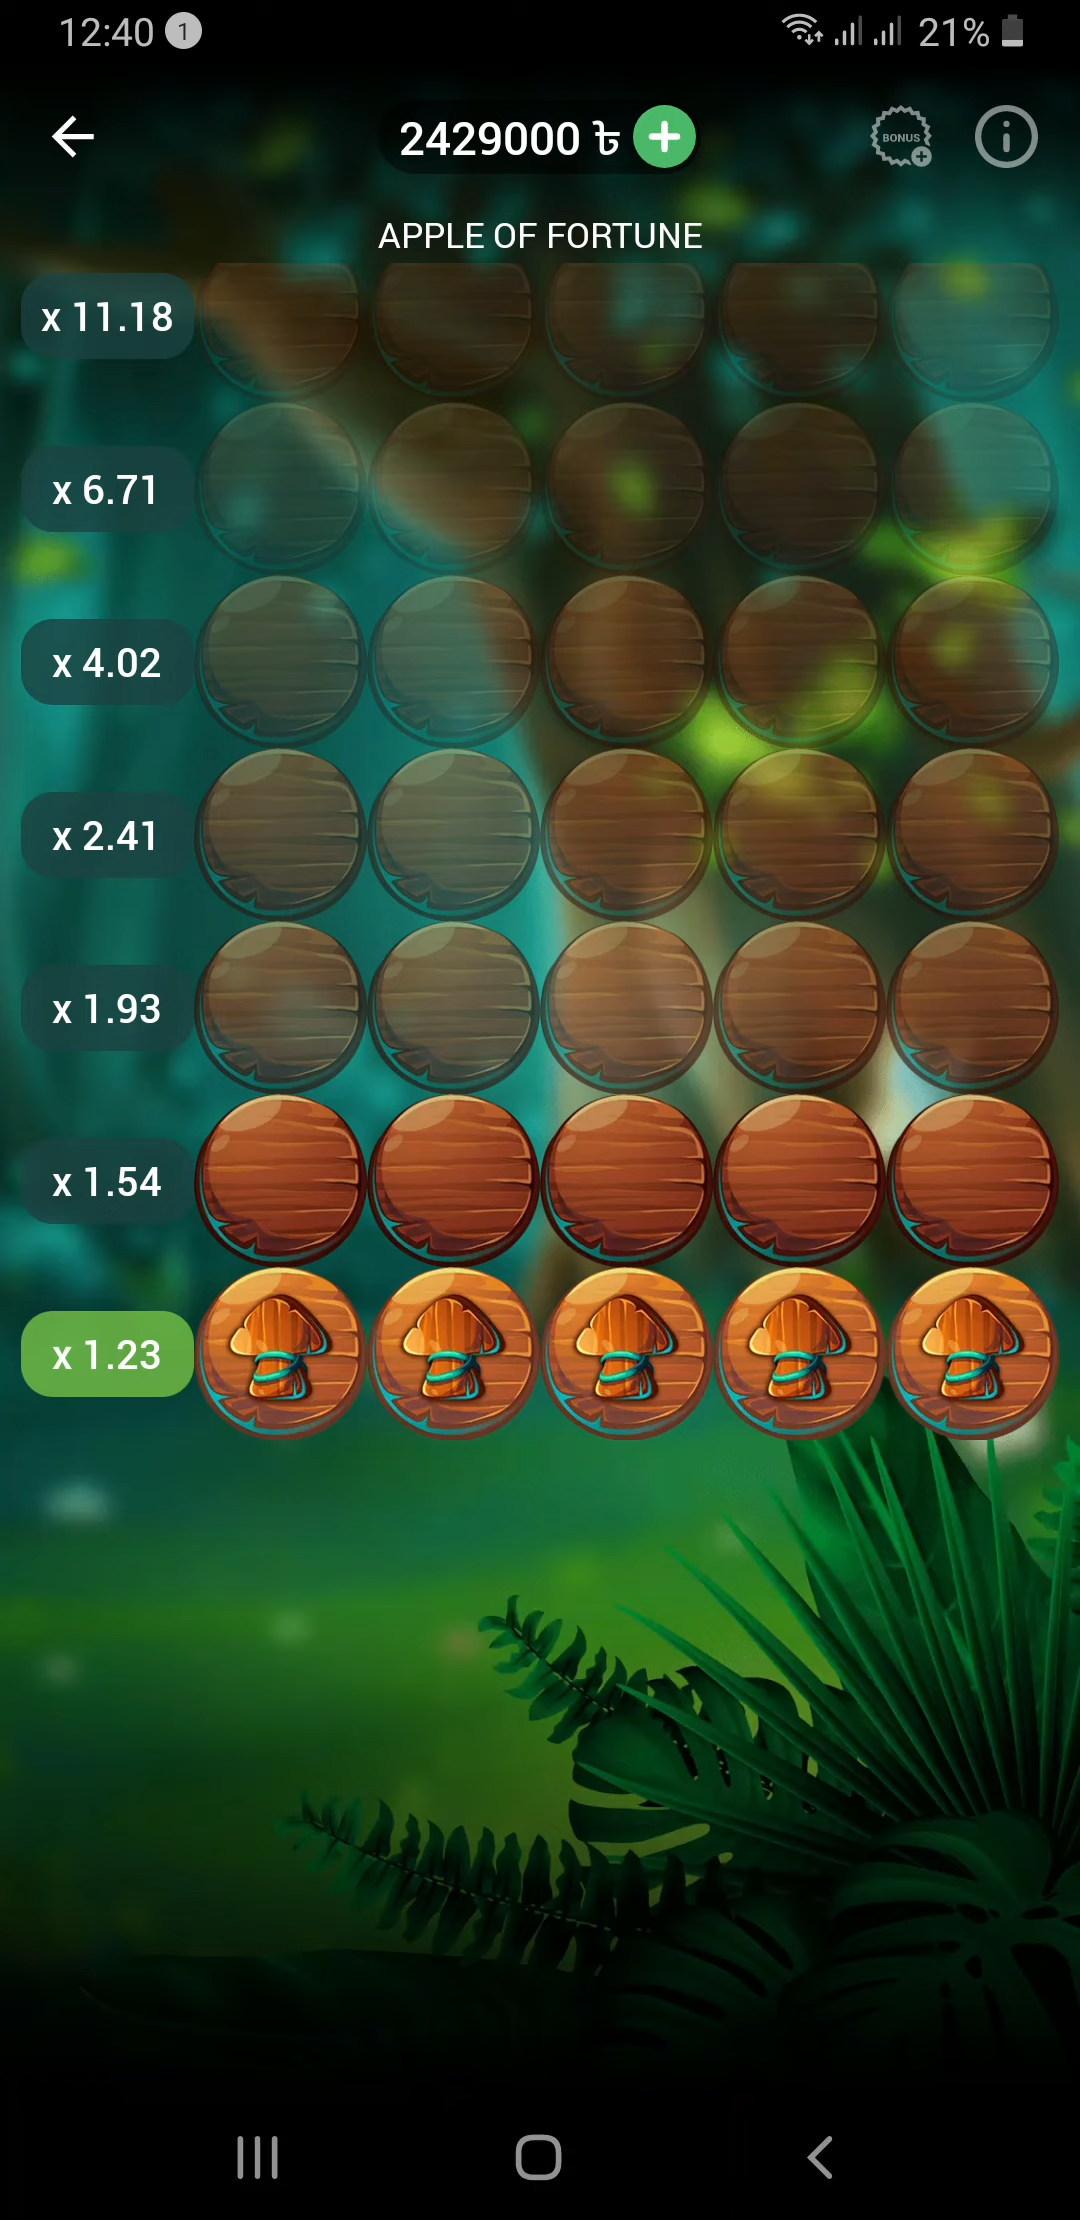 12:40 1 21%
2429000 ৳ +
BONUS
APPLE OF FORTUNE
x 11.18
x 6.71
x 4.02
x 2.41
x 1.93
x 1.54
x 1.23